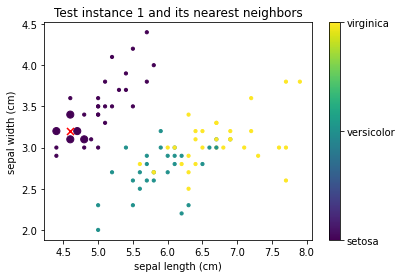 Test instance 1 and its nearest neighbors
4.5
4.0
3.5
3.0
2.5
2.0
sepal width (cm)
4.5 5.0 5.5 6.0 6.5 7.0 7.5 8.0
sepal length (cm)
virginica
versicolor
setosa